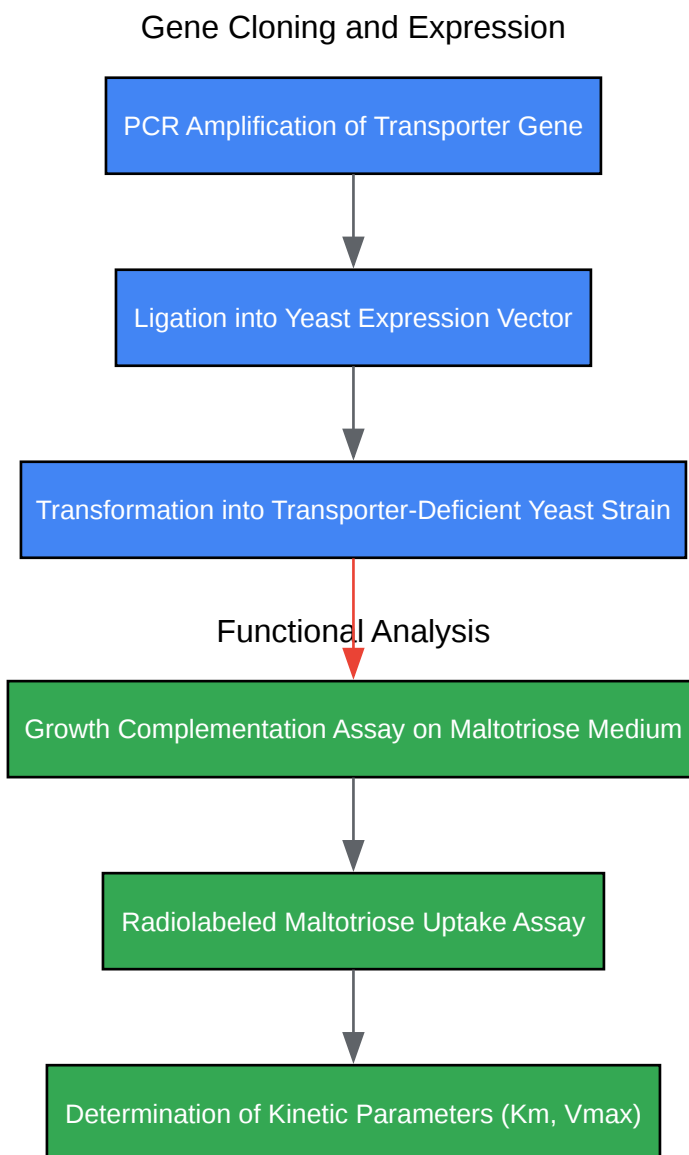 Gene Cloning and Expression
PCR Amplification of Transporter Gene
Ligation into Yeast Expression Vector
Transformation into Transporter-Deficient Yeast Strain
Functional Analysis
Growth Complementation Assay on Maltotriose Medium
Radiolabeled Maltotriose Uptake Assay
Determination of Kinetic Parameters (Km, Vmax)